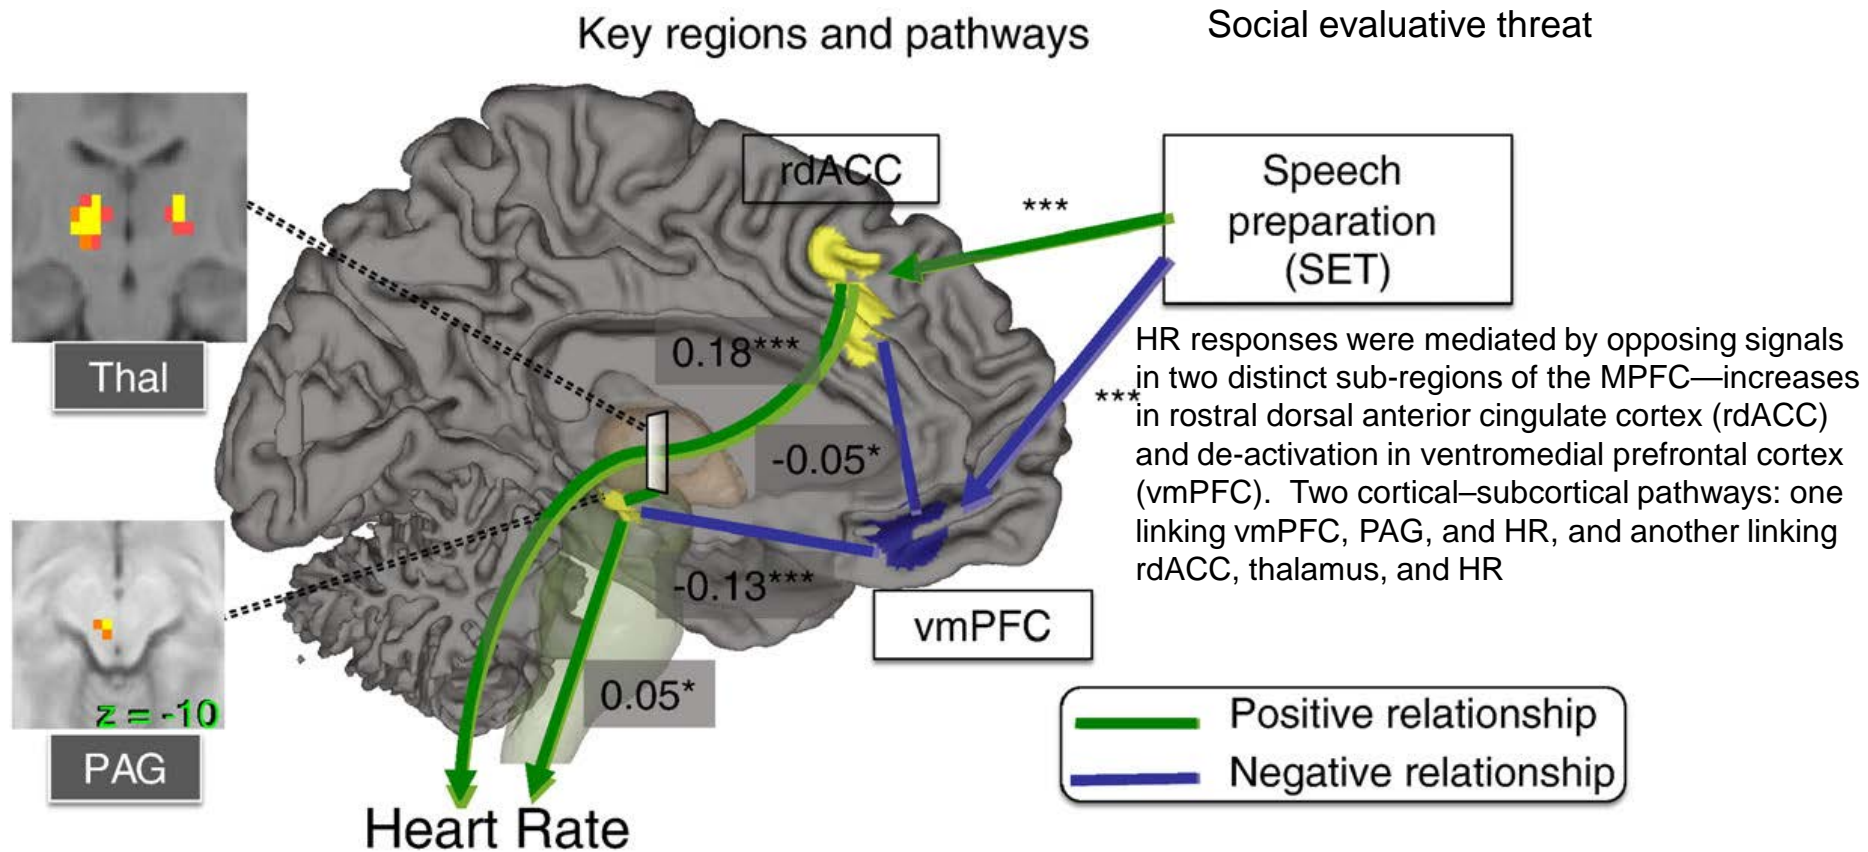 Key regions and pathways
Social evaluative threat
rdACC
Speech
preparation
(SET)
***
Thal
0.18***
HR responses were mediated by opposing signals
in two distinct sub-regions of the MPFC—increases
***
in rostral dorsal anterior cingulate cortex (rdACC)
and de-activation in ventromedial prefrontal cortex
(vmPFC).  Two cortical–subcortical pathways: one
linking vmPFC, PAG, and HR, and another linking
rdACC, thalamus, and HR
-0.05*
-0.13***
vmPFC
0.05*
z = -10
PAG
Positive relationship
Negative relationship
Heart Rate